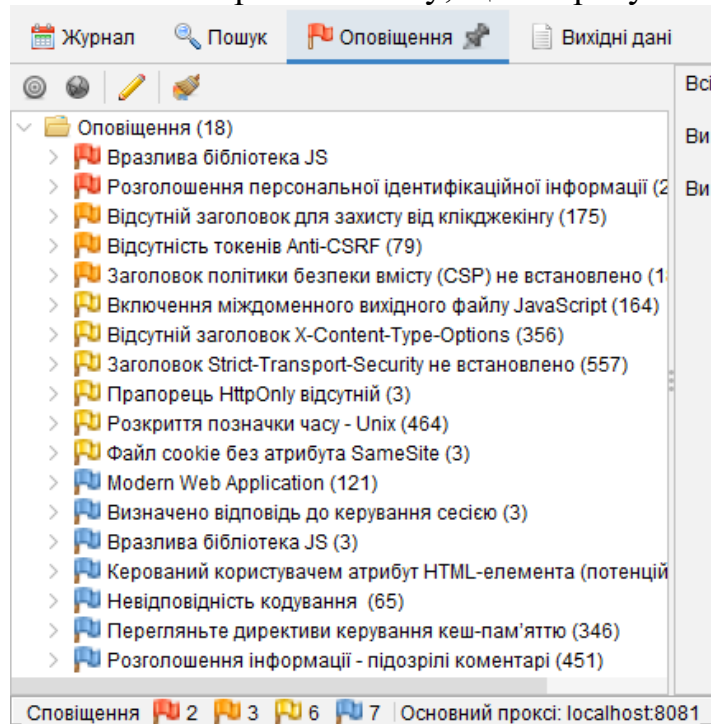 Журнал Пошук Оповіщення Вихідні дані
Всі
Оповіщення (18)
Ви
Вразлива бібліотека JS
Розголошення персональної ідентифікаційної інформації (2
Ви
Відсутній заголовок для захисту від клікджекінгу (175)
Відсутність токенів Anti-CSRF (79)
Заголовок політики безпеки вмісту (CSP) не встановлено (18
Включення міждоменного вихідного файлу JavaScript (164)
Відсутній заголовок X-Content-Type-Options (356)
Заголовок Strict-Transport-Security не встановлено (557)
Прапорець HttpOnly відсутній (3)
Розкриття позначки часу - Unix (464)
Файл cookie без атрибута SameSite (3)
Modern Web Application (121)
Визначено відповідь до керування сесією (3)
Вразлива бібліотека JS (3)
Керований користувачем атрибут HTML-елемента (потенцій
Невідповідність кодування (65)
Перегляньте директиви керування кеш-пам'яттю (346)
Розголошення інформації - підозрілі коментарі (451)
Сповіщення 2 3 6 7 Основний проксі: localhost:8081